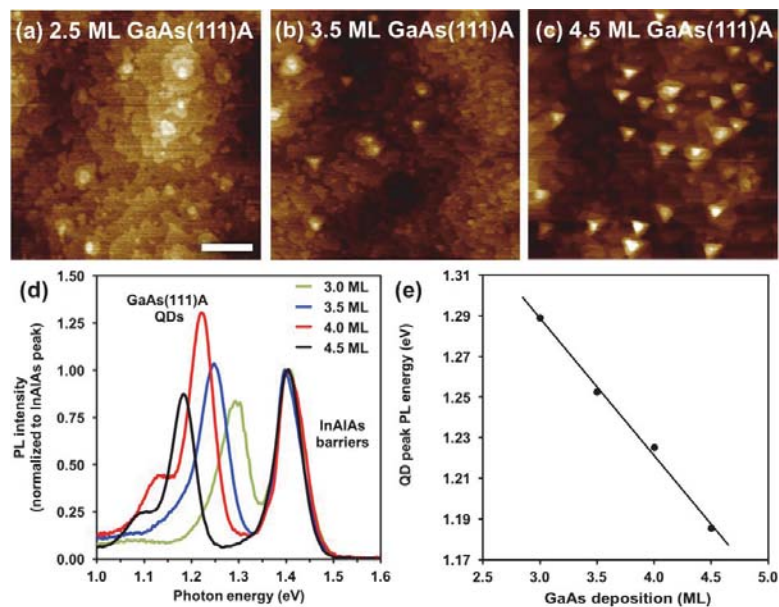 (a) 2.5 ML GaAs(111)A
(b) 3.5 ML GaAs(111)A
(c) 4.5 ML GaAs(111)A
(d)
1.50
1.25
1.00
0.75
0.50
0.25
0.00
PL intensity
(normalized to InAlAs peak)
GaAs(111)A
QDs
3.0 ML
3.5 ML
4.0 ML
4.5 ML
InAlAs
barriers
1.0 1.1 1.2 1.3 1.4 1.5 1.6
Photon energy (eV)
(e)
1.31
1.29
1.27
1.25
1.23
1.21
1.19
1.17
QD peak PL energy (eV)
2.5 3.0 3.5 4.0 4.5 5.0
GaAs deposition (ML)